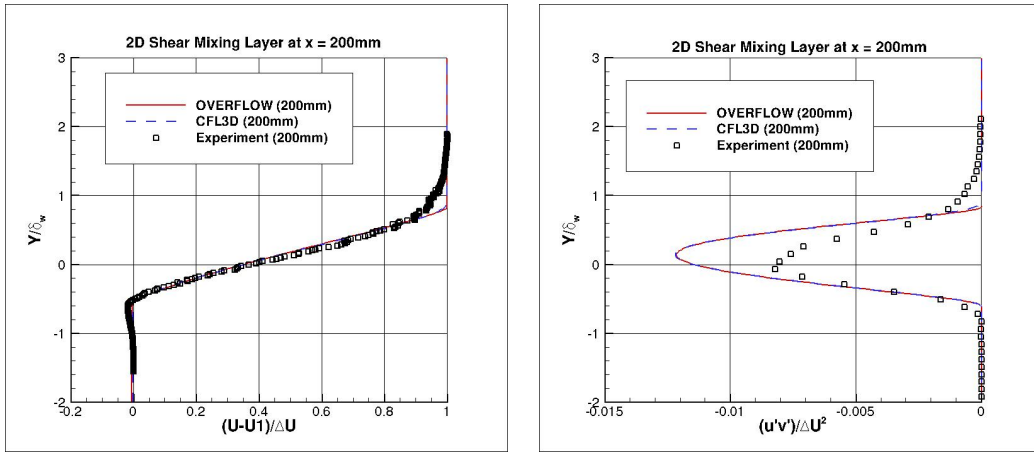 2D Shear Mixing Layer at x = 200mm
3
OVERFLOW (200mm)
CFL3D (200mm)
2
Experiment (200mm)
1
Y/δw
0
-1
-2
-0.2 0 0.2 0.4 0.6 0.8 1
(U-U1)/ΔU
2D Shear Mixing Layer at x = 200mm
3
OVERFLOW (200mm)
2
CFL3D (200mm)
Experiment (200mm)
1
Y/δw
0
-1
-2
-0.015 -0.01 -0.005 0
(u'v')/ΔU²